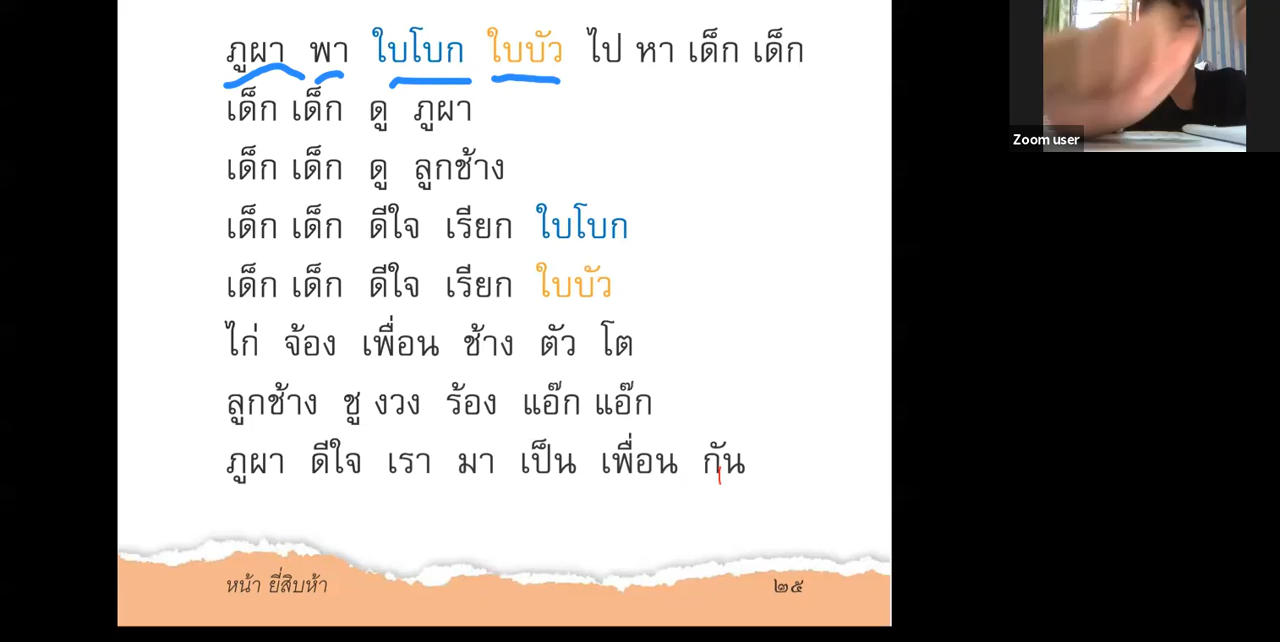 ภูผา พา ใบโบก ใบบัว ไป หา เด็ก เด็ก
เด็ก เด็ก ดู ภูผา
เด็ก เด็ก ดู ลูกช้าง
เด็ก เด็ก ดีใจ เรียก ใบโบก
เด็ก เด็ก ดีใจ เรียก ใบบัว
ไก่ จ้อง เพื่อน ช้าง ตัว โต
ลูกช้าง ชู งวง ร้อง แอ๊ก แอ๊ก
ภูผา ดีใจ เรา มา เป็น เพื่อน กัน
หน้า ยี่สิบห้า ๒๕
Zoom user